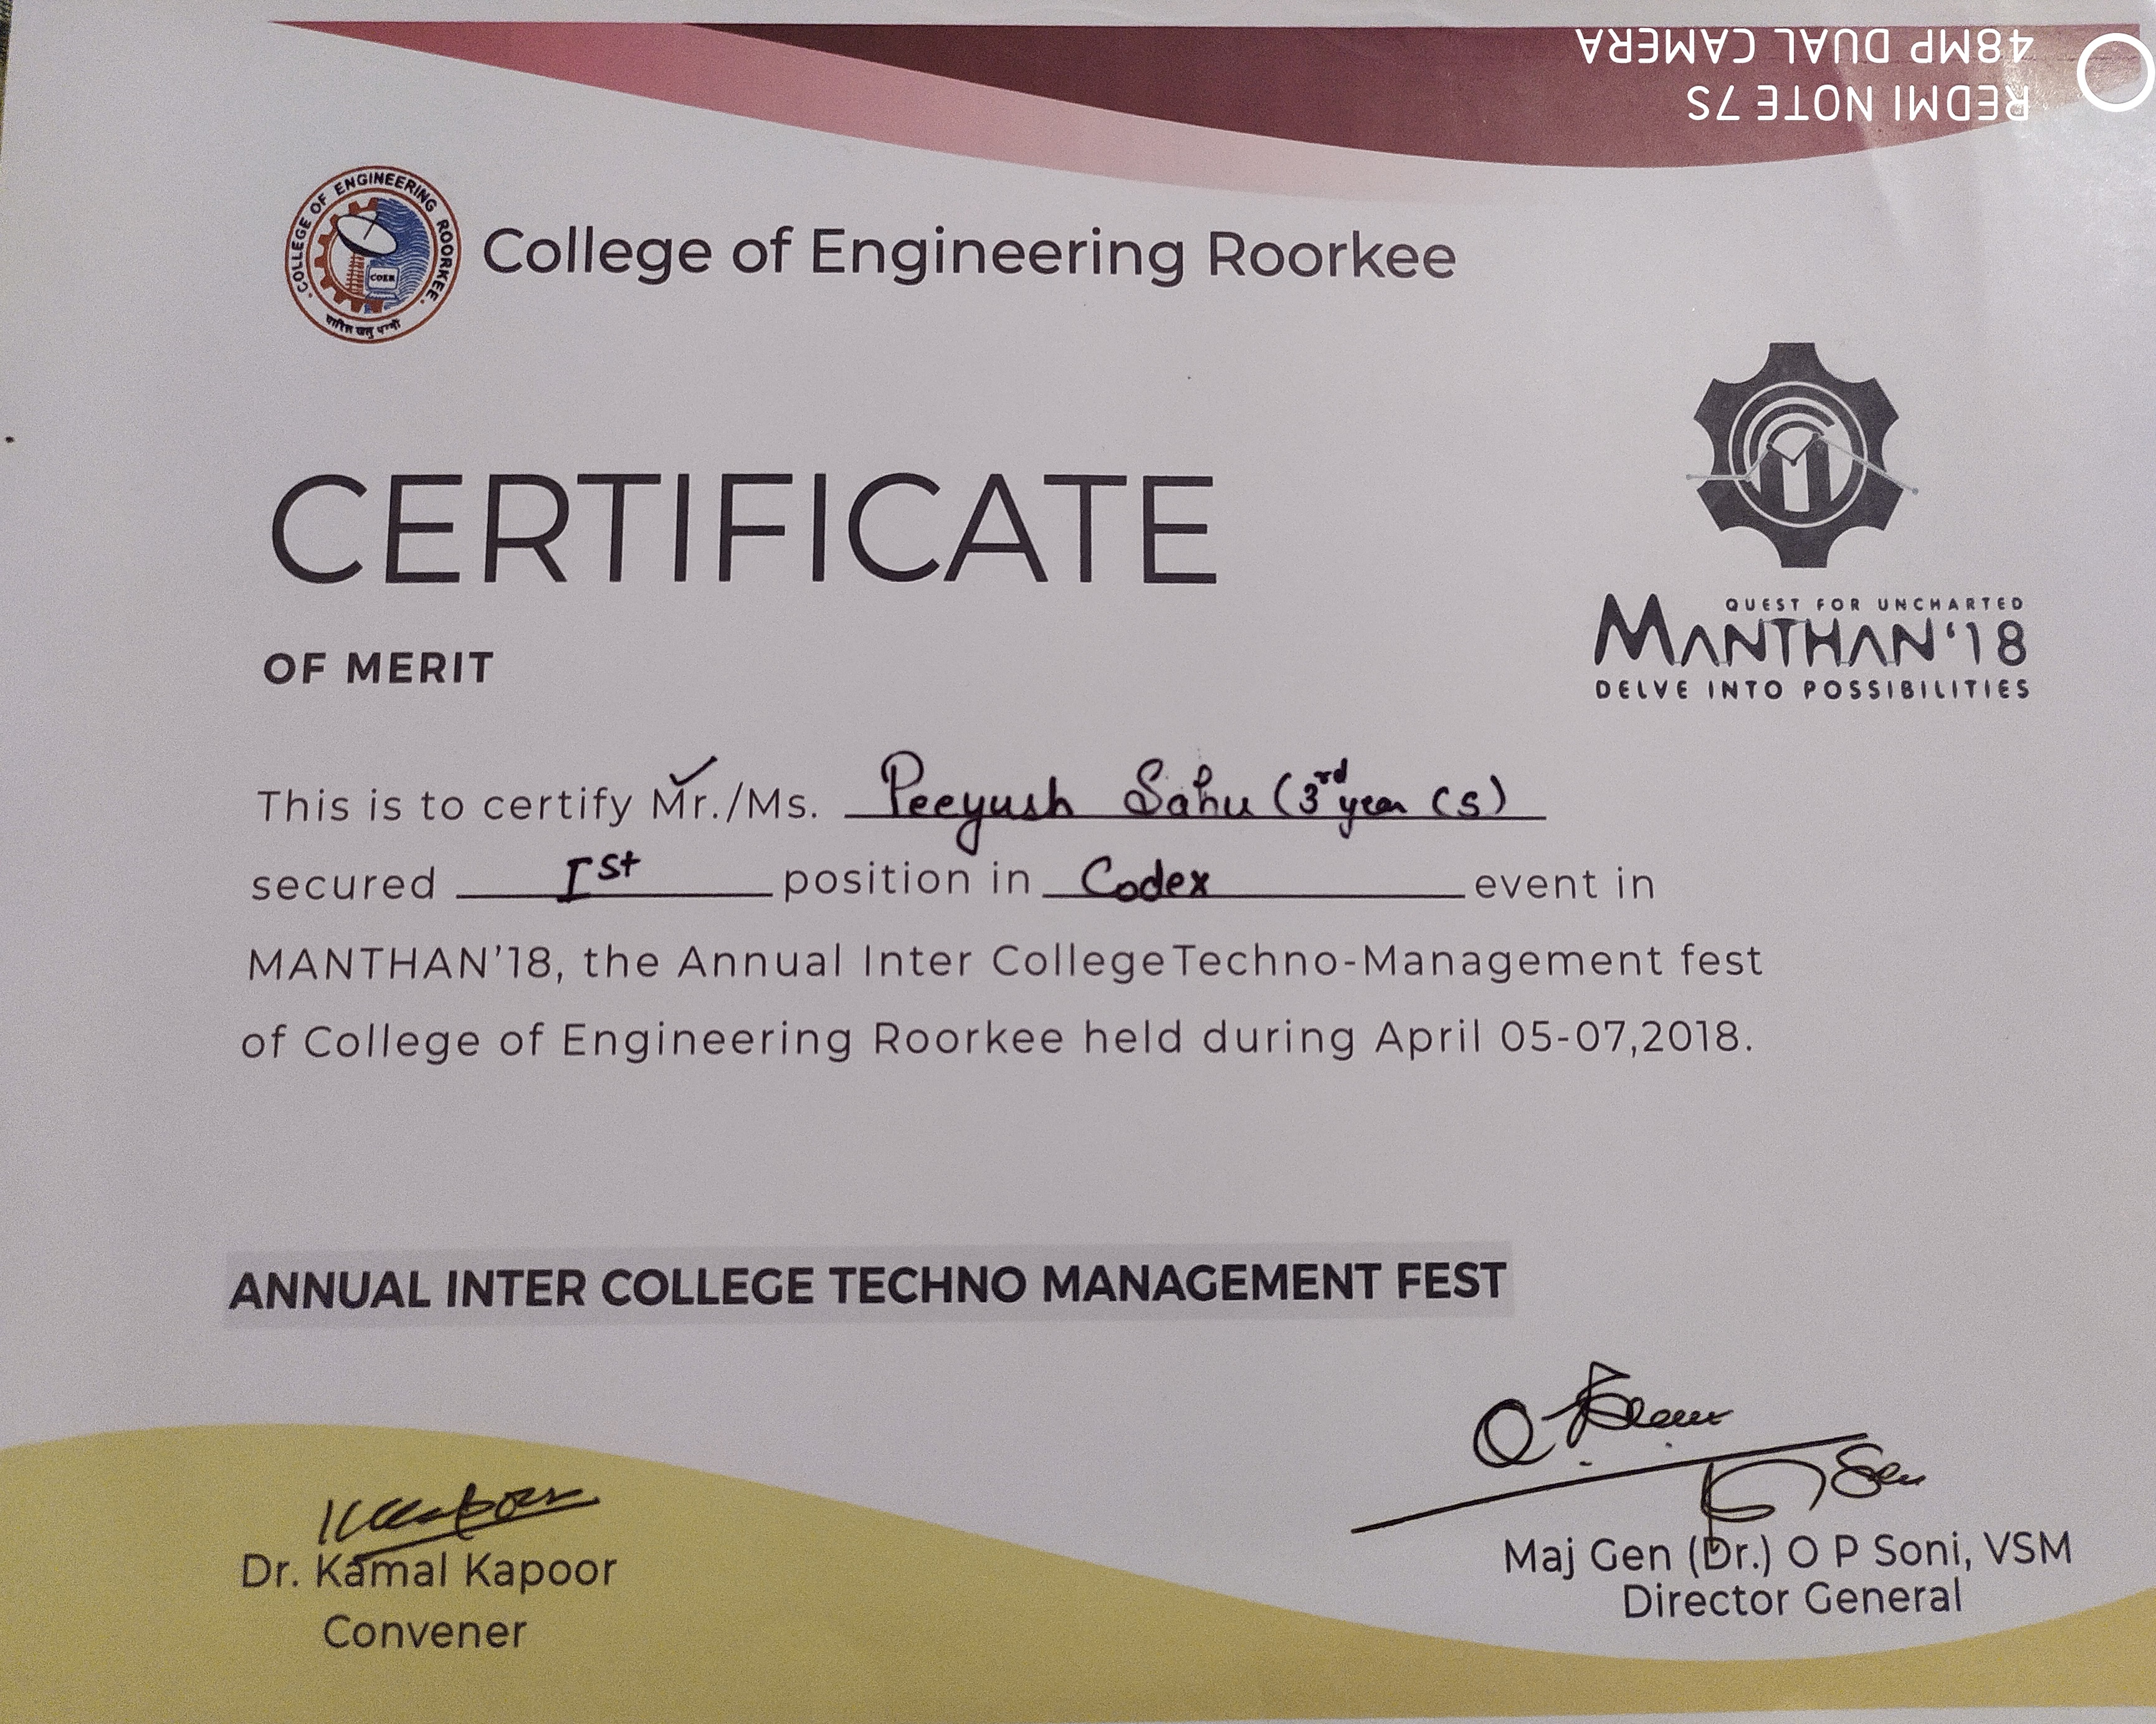 48MP DUAL CAMERA
REDMI NOTE 7S
COLLEGE OF ENGINEERING ROORKEE
COER
College of Engineering Roorkee
CERTIFICATE
OF MERIT
QUEST FOR UNCHARTED
MANTHAN'18
DELVE INTO POSSIBILITIES
This is to certify Mr./Ms. Peeyush Sahu (3rd year CS)
secured Ist position in Codex event in
MANTHAN'18, the Annual Inter College Techno-Management fest
of College of Engineering Roorkee held during April 05-07,2018.
ANNUAL INTER COLLEGE TECHNO MANAGEMENT FEST
Dr. Kamal Kapoor
Convener
Maj Gen (Dr.) O P Soni, VSM
Director General